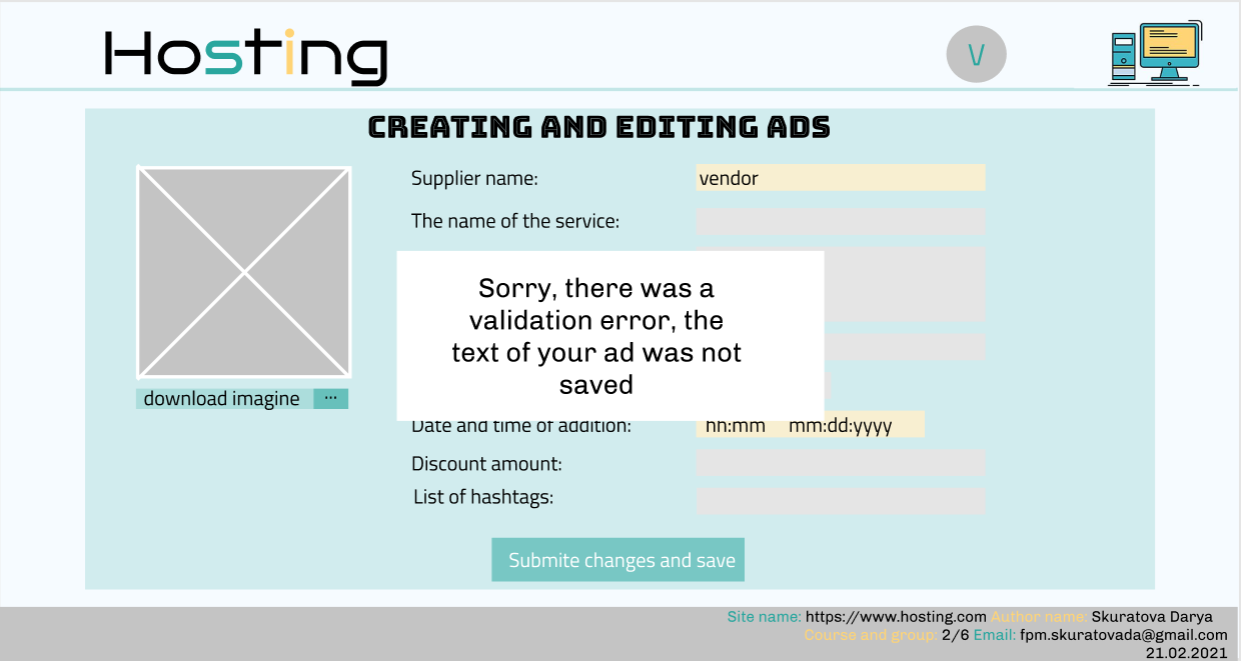 Hosting
V
CREATING AND EDITING ADS
Supplier name:
vendor
The name of the service:
Sorry, there was a
validation error, the
text of your ad was not
saved
download imagine ...
Date and time of addition:
hh:mm mm:dd:yyyy
Discount amount:
List of hashtags:
Submite changes and save
Site name: https://www.hosting.com Author name: Skuratova Darya
Course and group: 2/6 Email: fpm.skuratovada@gmail.com
21.02.2021